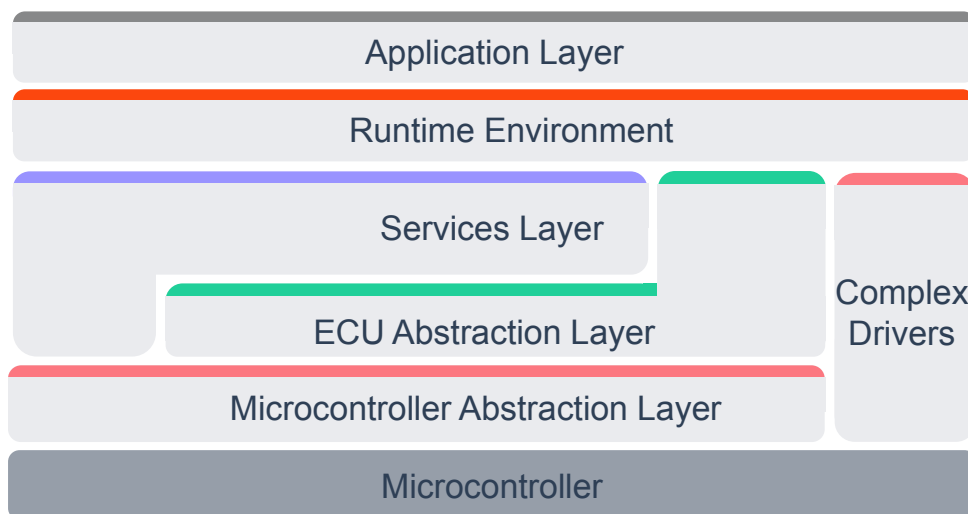 Application Layer
Runtime Environment
Services Layer
Complex
Drivers
ECU Abstraction Layer
Microcontroller Abstraction Layer
Microcontroller